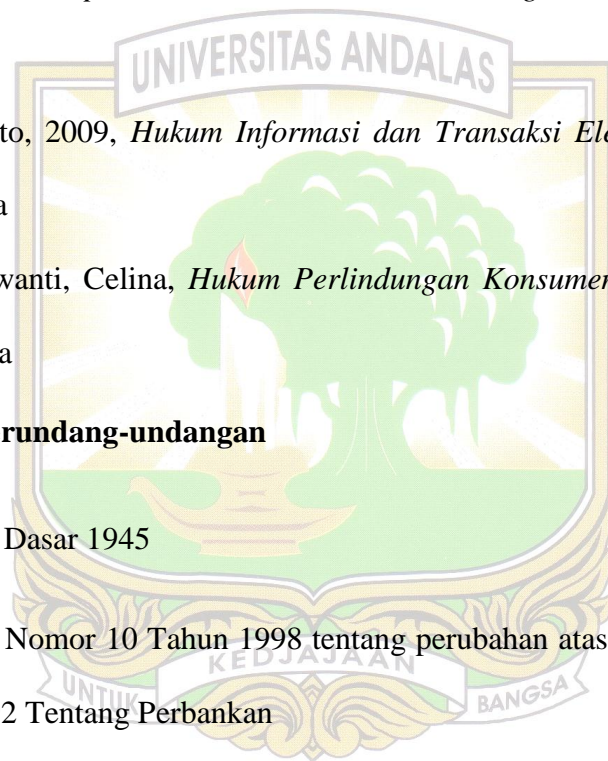 UNIVERSITAS ANDALAS
to, 2009, Hukum Informasi dan Transaksi Ele
a
wanti, Celina, Hukum Perlindungan Konsumen
a
rundang-undangan
Dasar 1945
Nomor 10 Tahun 1998 tentang perubahan atas
KEDJAJAAN
UNTUK BANGSA
2 Tentang Perbankan